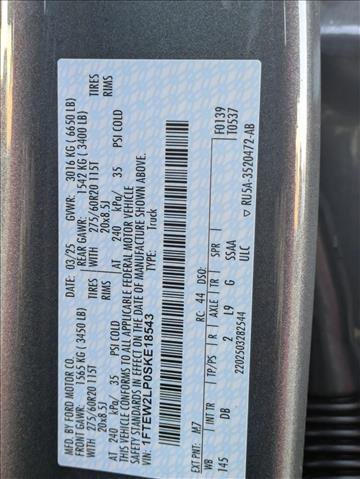 MFD. BY FORD MOTOR CO.
DATE: 03/25 GVWR: 3016 KG ( 6650 LB)
FRONT GAWR: 1565 KG ( 3450 LB) REAR GAWR: 1542 KG ( 3400 LB)
WITH 275/60R20 115T TIRES WITH 275/60R20 115T TIRES
20x8.5J RIMS 20x8.5J RIMS
AT 240 kPa/ 35 PSI COLD AT 240 kPa/ 35 PSI COLD
THIS VEHICLE CONFORMS TO ALL APPLICABLE FEDERAL MOTOR VEHICLE
SAFETY STANDARDS IN EFFECT ON THE DATE OF MANUFACTURE SHOWN ABOVE.
VIN: 1FTEW2LP0SKE18543
TYPE: Truck
F0139
T0537
EXT PNT: M7 RC: 44 DSO:
WB INT TR TP/PS R AXLE TR SPR
145 DB 2 L9 G SSAA
ULC
2202503282544
RU5A-3520472-AB